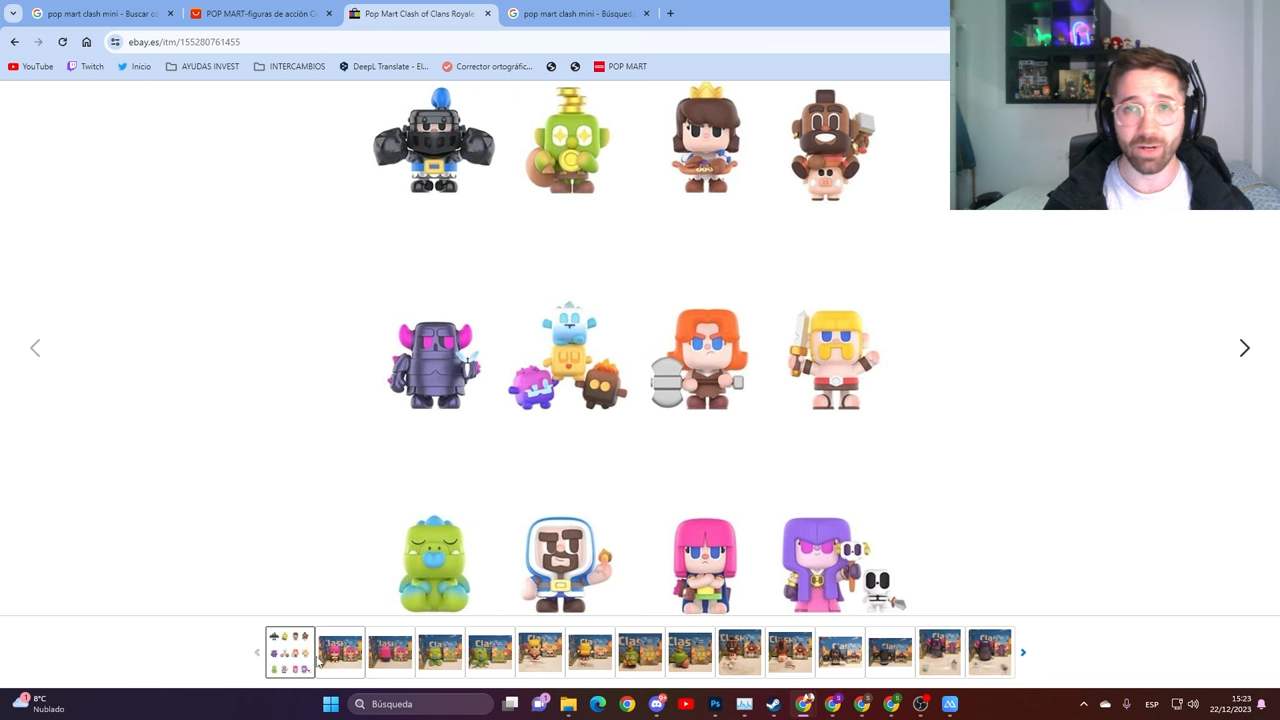 pop mart clash mini - Buscar co
POP MART-figuras de acción C
Pop Mart Clash of Clans Royale
pop mart clash mini - Búsqueda
ebay.es/itm/155280761455
YouTube
Twitch
Inicio
AYUDAS INVEST
INTERCAMBIOS
DeepL Translate - El...
Corrector ortográfic...
POP MART
8°C
Nublado
Búsqueda
ESP
15:23
22/12/2023